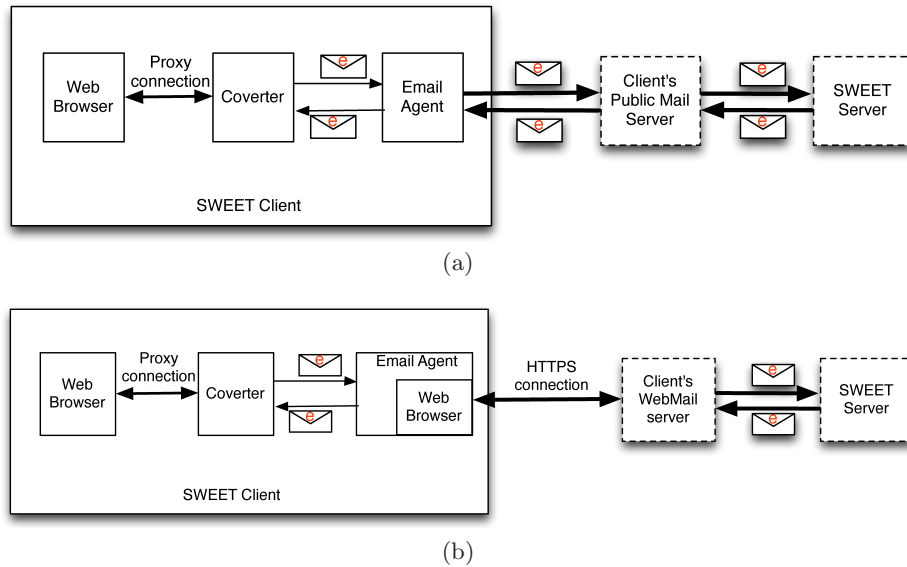 Web
Browser
Proxy
connection
Coverter
e
e
Email
Agent
e
e
Client's
Public Mail
Server
e
e
SWEET
Server
SWEET Client
(a)
Web
Browser
Proxy
connection
Coverter
e
e
Email Agent
Web
Browser
HTTPS
connection
Client's
WebMail
server
e
e
SWEET
Server
SWEET Client
(b)